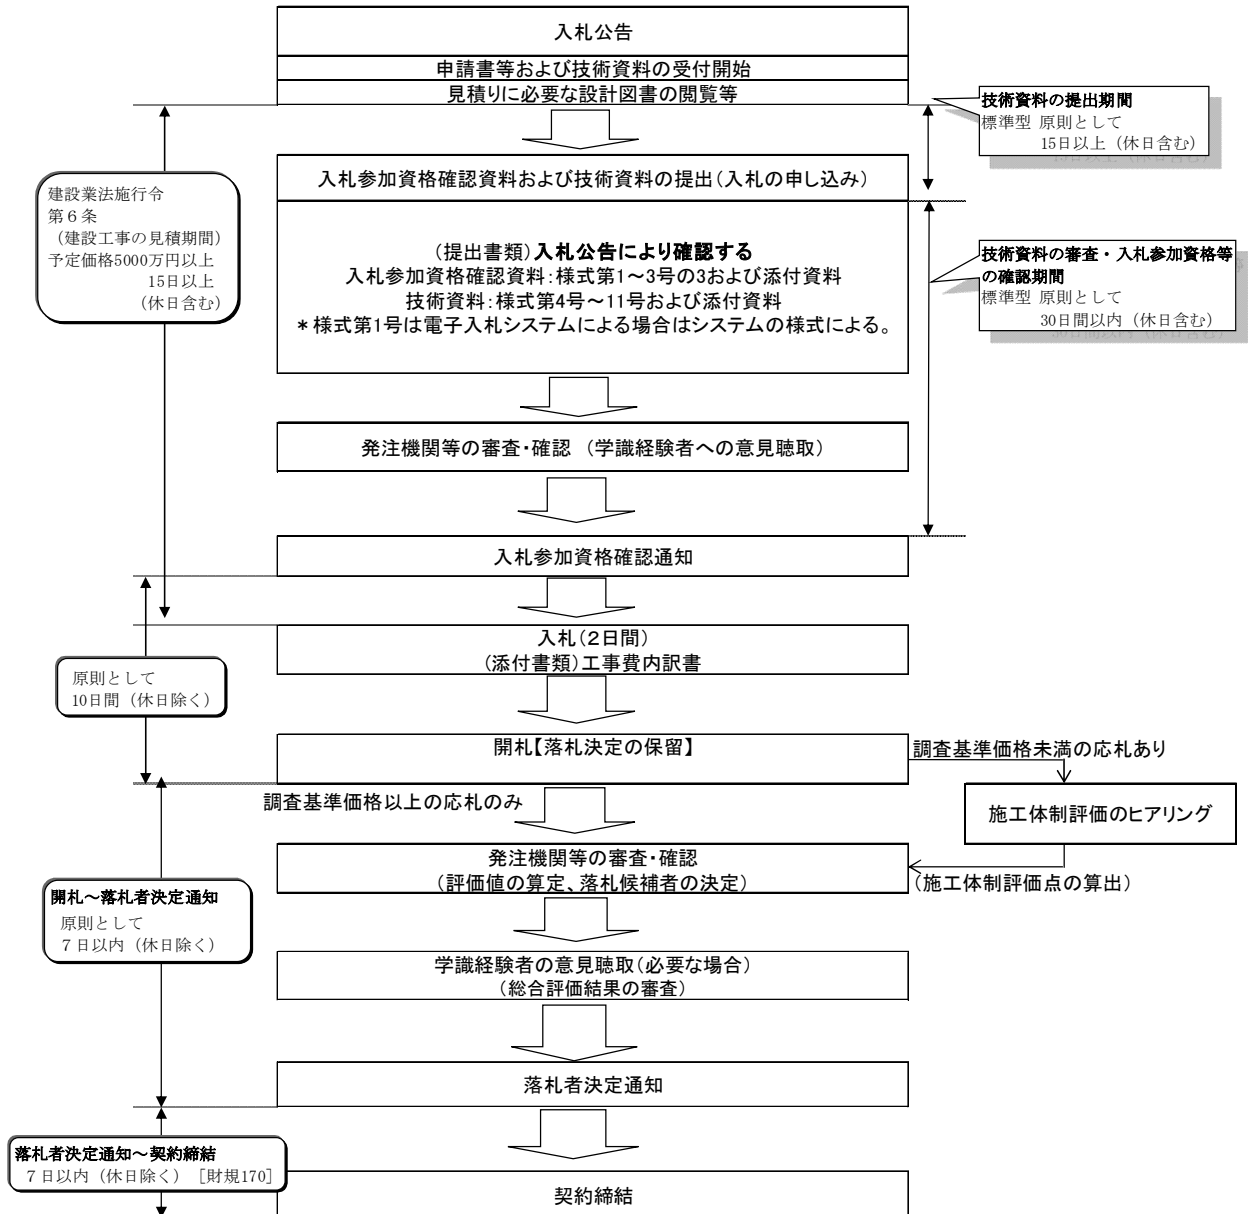 入札公告
申請書等および技術資料の受付開始
見積りに必要な設計図書の閲覧等
技術資料の提出期間
標準型 原則として
15日以上（休日含む）
建設業法施行令
第６条
（建設工事の見積期間）
予定価格5000万円以上
15日以上
（休日含む）
入札参加資格確認資料および技術資料の提出（入札の申し込み）
（提出書類）入札公告により確認する
入札参加資格確認資料：様式第1～3号の3および添付資料
技術資料：様式第4号～11号および添付資料
＊様式第1号は電子入札システムによる場合はシステムの様式による。
技術資料の審査・入札参加資格等
の確認期間
標準型 原則として
30日間以内（休日含む）
発注機関等の審査・確認 （学識経験者への意見聴取）
入札参加資格確認通知
入札（２日間）
（添付書類）工事費内訳書
原則として
10日間（休日除く）
開札【落札決定の保留】
調査基準価格未満の応札あり
調査基準価格以上の応札のみ
施工体制評価のヒアリング
発注機関等の審査・確認
（評価値の算定、落札候補者の決定）
（施工体制評価点の算出）
開札～落札者決定通知
原則として
７日以内（休日除く）
学識経験者の意見聴取（必要な場合）
（総合評価結果の審査）
落札者決定通知
落札者決定通知～契約締結
７日以内（休日除く）［財規170］
契約締結